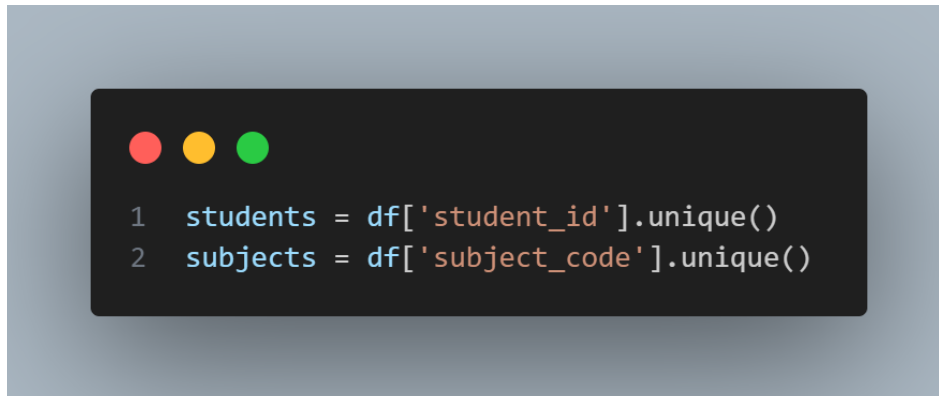 1 students = df['student_id'].unique()
2 subjects = df['subject_code'].unique()